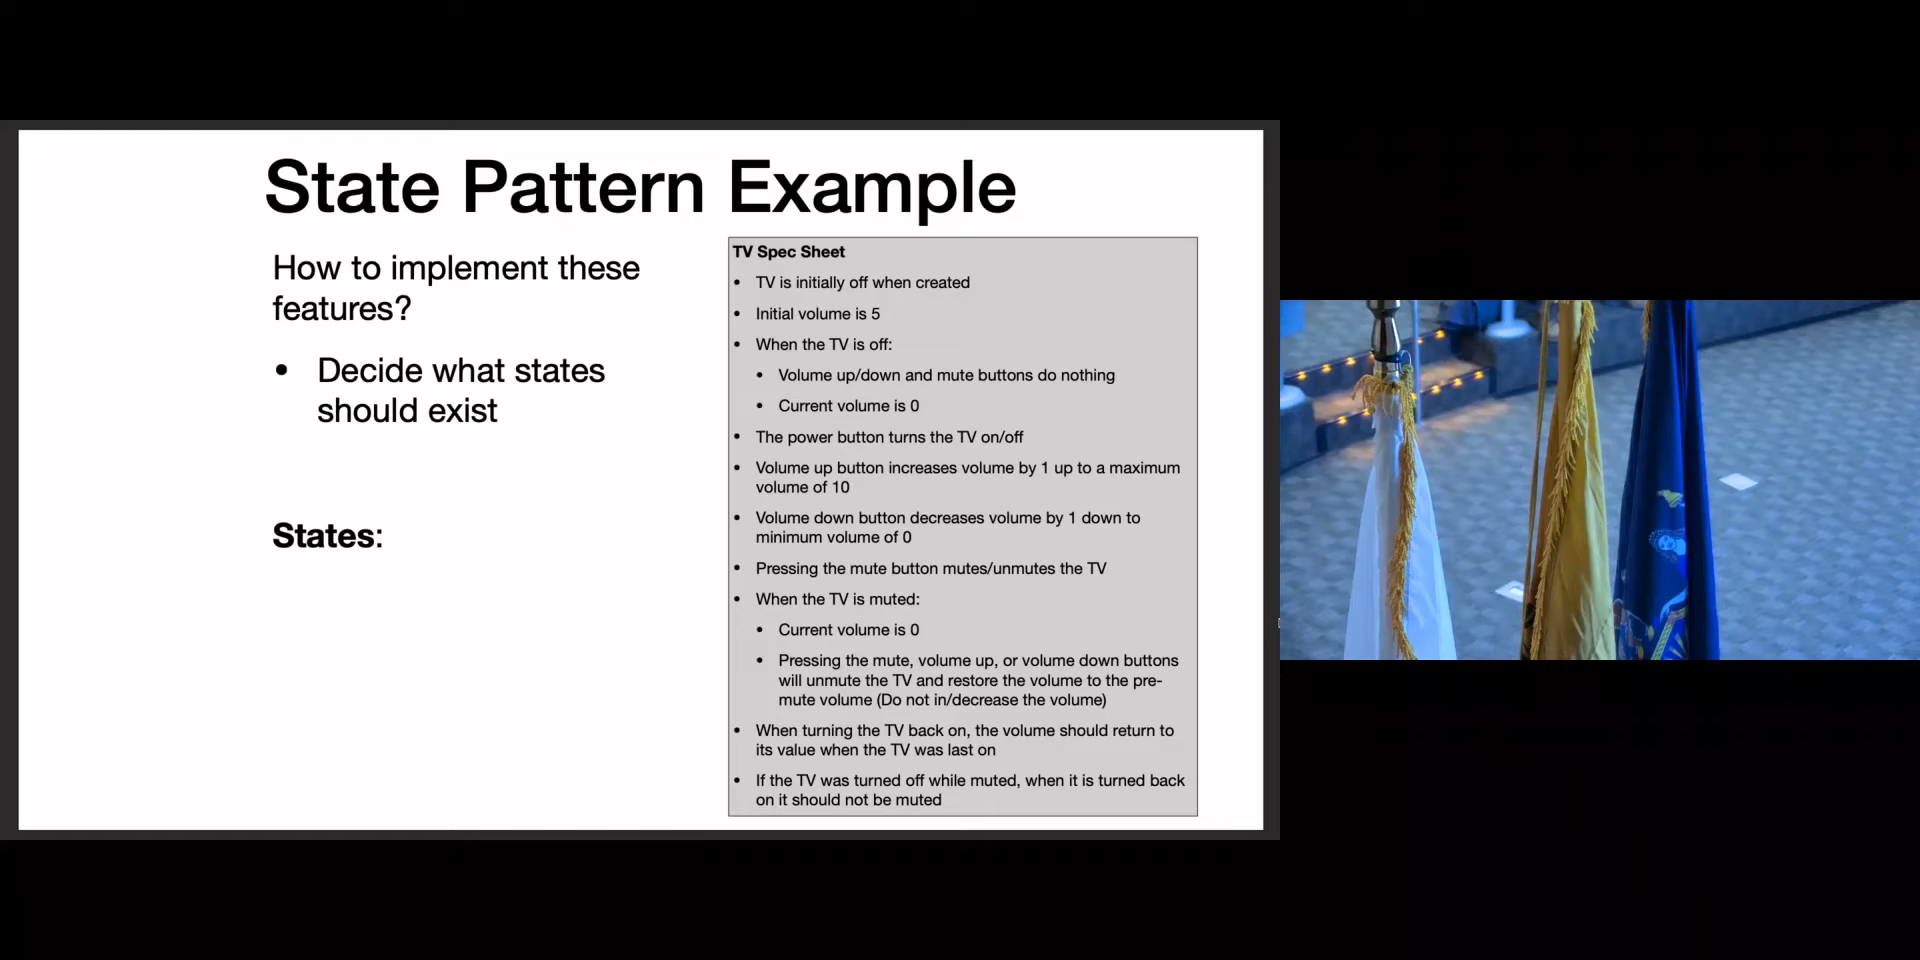 State Pattern Example
How to implement these
features?
• Decide what states
should exist
States:
TV Spec Sheet
• TV is initially off when created
• Initial volume is 5
• When the TV is off:
• Volume up/down and mute buttons do nothing
• Current volume is 0
• The power button turns the TV on/off
• Volume up button increases volume by 1 up to a maximum
volume of 10
• Volume down button decreases volume by 1 down to
minimum volume of 0
• Pressing the mute button mutes/unmutes the TV
• When the TV is muted:
• Current volume is 0
• Pressing the mute, volume up, or volume down buttons
will unmute the TV and restore the volume to the pre-
mute volume (Do not in/decrease the volume)
• When turning the TV back on, the volume should return to
its value when the TV was last on
• If the TV was turned off while muted, when it is turned back
on it should not be muted